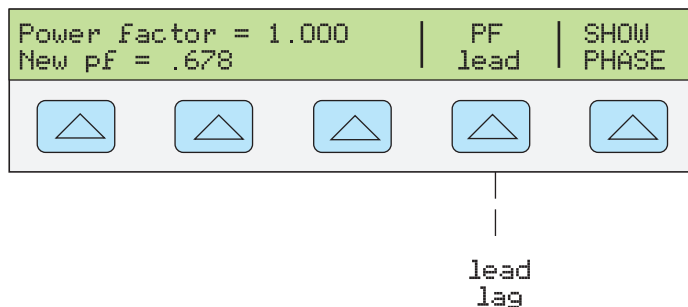 Power factor = 1.000 | PF | SHOW
New pf = .678 | lead | PHASE
lead
lag